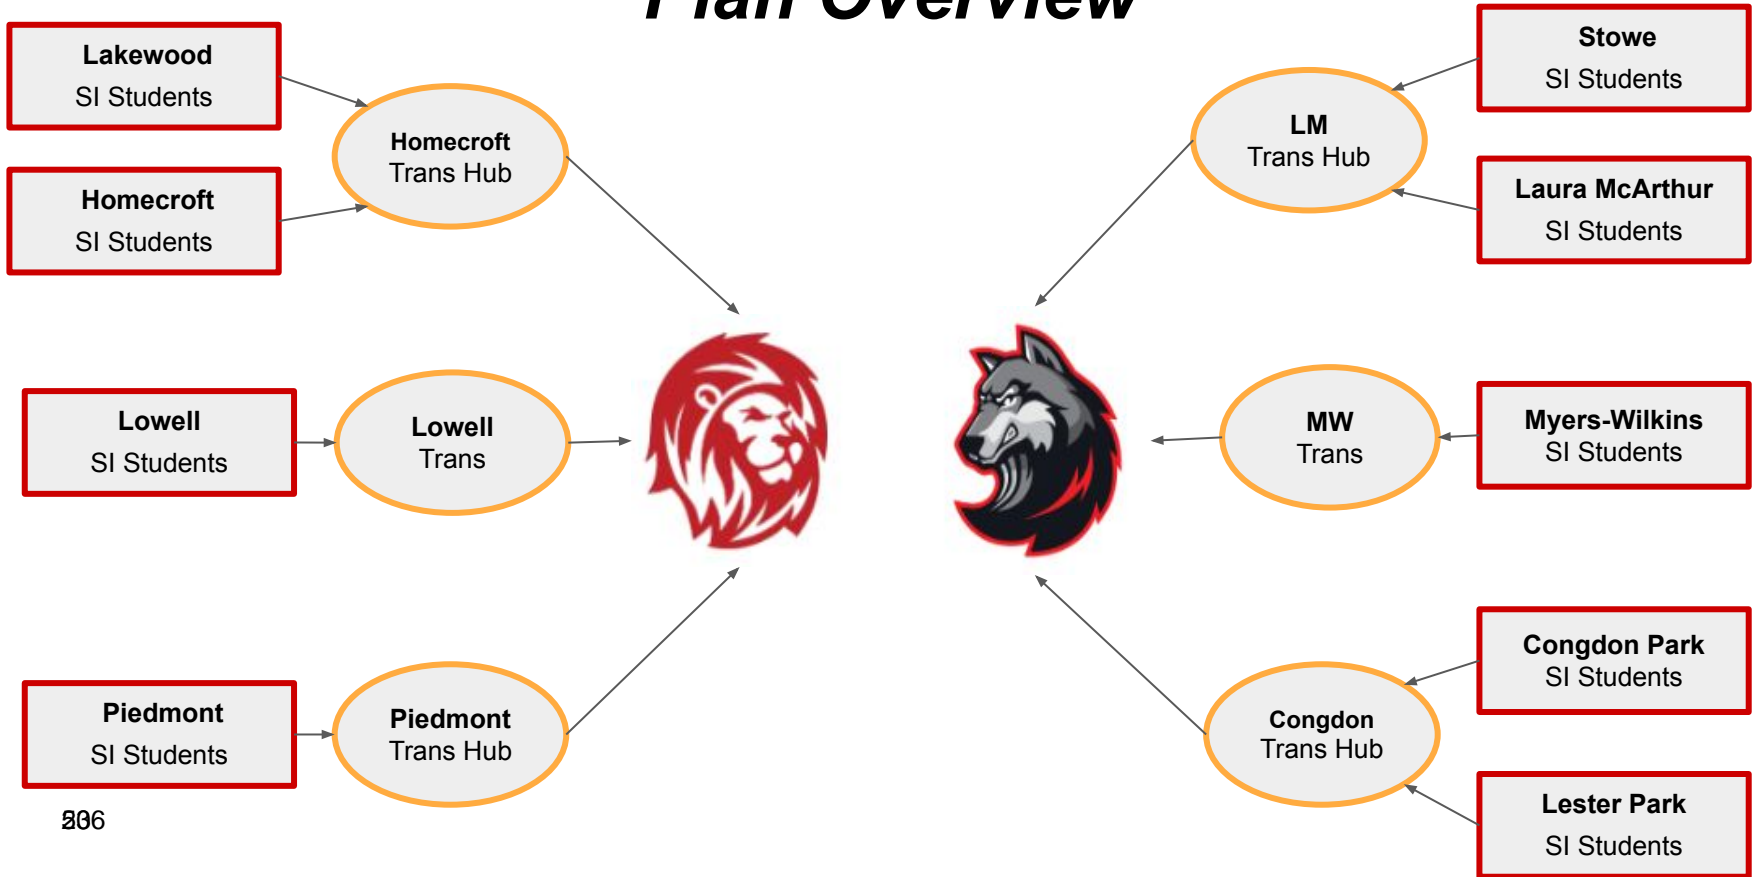 Plan Overview
Lakewood
SI Students
Homecroft
SI Students
Homecroft
Trans Hub
Lowell
SI Students
Lowell
Trans
Piedmont
SI Students
Piedmont
Trans Hub
Stowe
SI Students
LM
Trans Hub
Laura McArthur
SI Students
MW
Trans
Myers-Wilkins
SI Students
Congdon Park
SI Students
Congdon
Trans Hub
Lester Park
SI Students